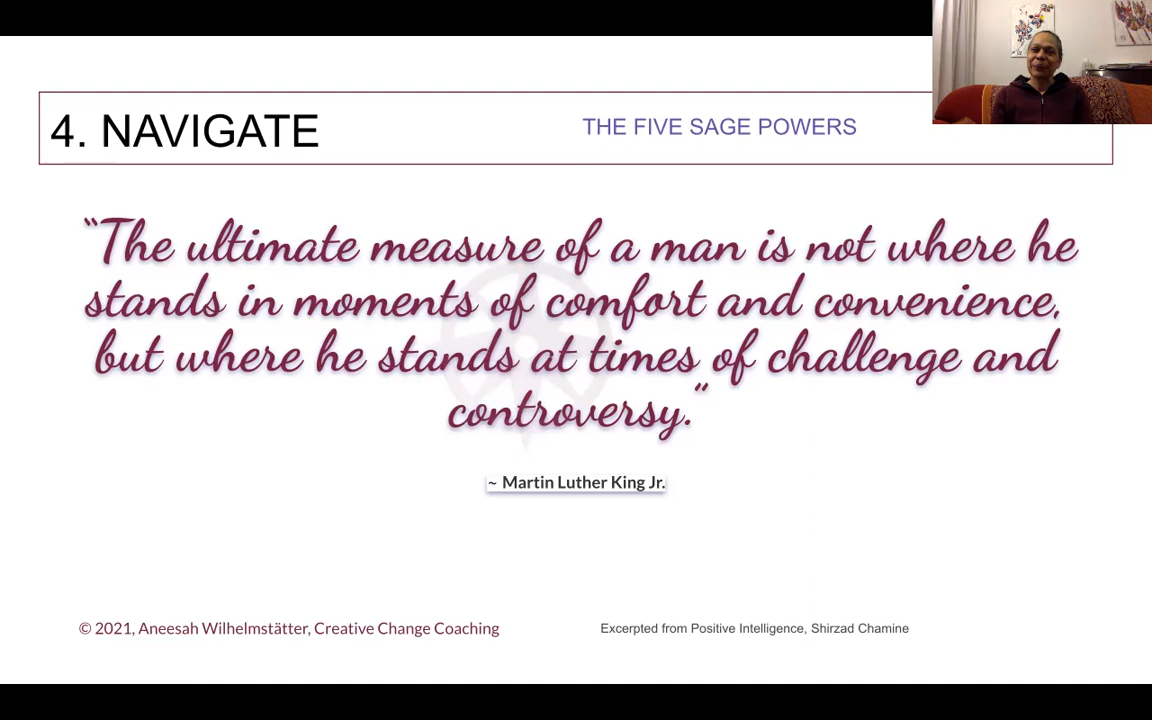 4. NAVIGATE
THE FIVE SAGE POWERS
“The ultimate measure of a man is not where he
stands in moments of comfort and convenience,
but where he stands at times of challenge and
controversy.”
~ Martin Luther King Jr.
© 2021, Aneesah Wilhelmstätter, Creative Change Coaching
Excerpted from Positive Intelligence, Shirzad Chamine